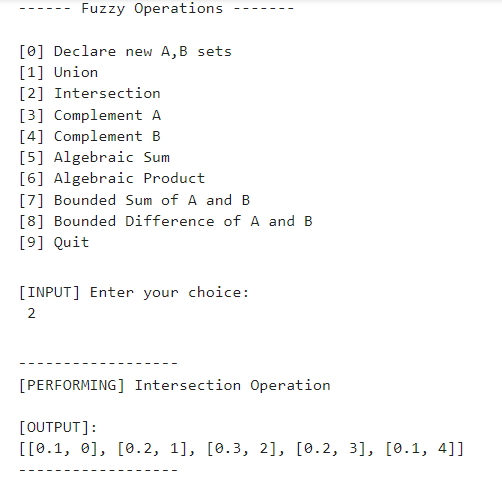 ------ Fuzzy Operations -------
[0] Declare new A,B sets
[1] Union
[2] Intersection
[3] Complement A
[4] Complement B
[5] Algebraic Sum
[6] Algebraic Product
[7] Bounded Sum of A and B
[8] Bounded Difference of A and B
[9] Quit
[INPUT] Enter your choice:
2
------------------
[PERFORMING] Intersection Operation
[OUTPUT]:
[[0.1, 0], [0.2, 1], [0.3, 2], [0.2, 3], [0.1, 4]]
------------------